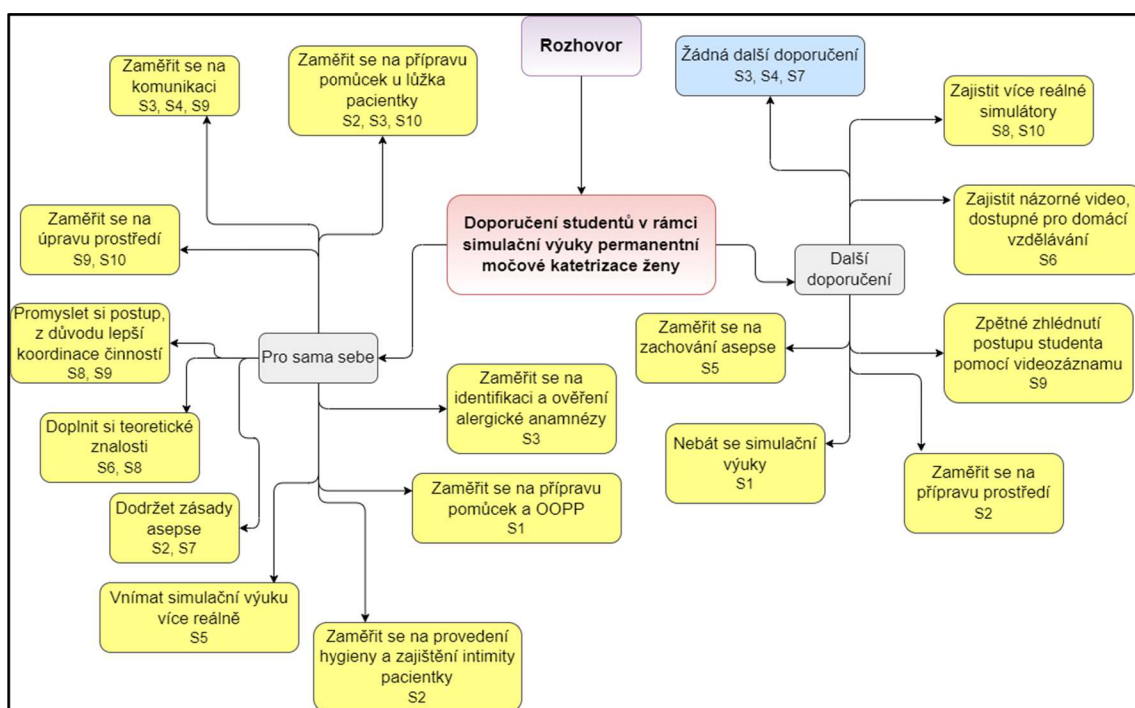 Rozhovor
Zaměřit se na
komunikaci
S3, S4, S9
Zaměřit se na přípravu
pomůcek u lůžka
pacientky
S2, S3, S10
Žádná další doporučení
S3, S4, S7
Zajistit více reálné
simulátory
S8, S10
Zaměřit se na
úpravu prostředí
S9, S10
Doporučení studentů v rámci
simulační výuky permanentní
močové katetrizace ženy
Zajistit názorné video,
dostupné pro domácí
vzdělávání
S6
Další
doporučení
Promyslet si postup,
z důvodu lepší
koordinace činností
S8, S9
Pro sama sebe
Zaměřit se na
zachování asepse
S5
Zpětné zhlédnutí
postupu studenta
pomocí videozáznamu
S9
Zaměřit se na
identifikaci a ověření
alergické anamnézy
S3
Doplnit si teoretické
znalosti
S6, S8
Nebát se simulační
výuky
S1
Zaměřit se na
přípravu prostředí
S2
Zaměřit se na přípravu
pomůcek a OOPP
S1
Dodržet zásady
asepse
S2, S7
Vnímat simulační výuku
více reálně
S5
Zaměřit se na provedení
hygieny a zajištění intimity
pacientky
S2